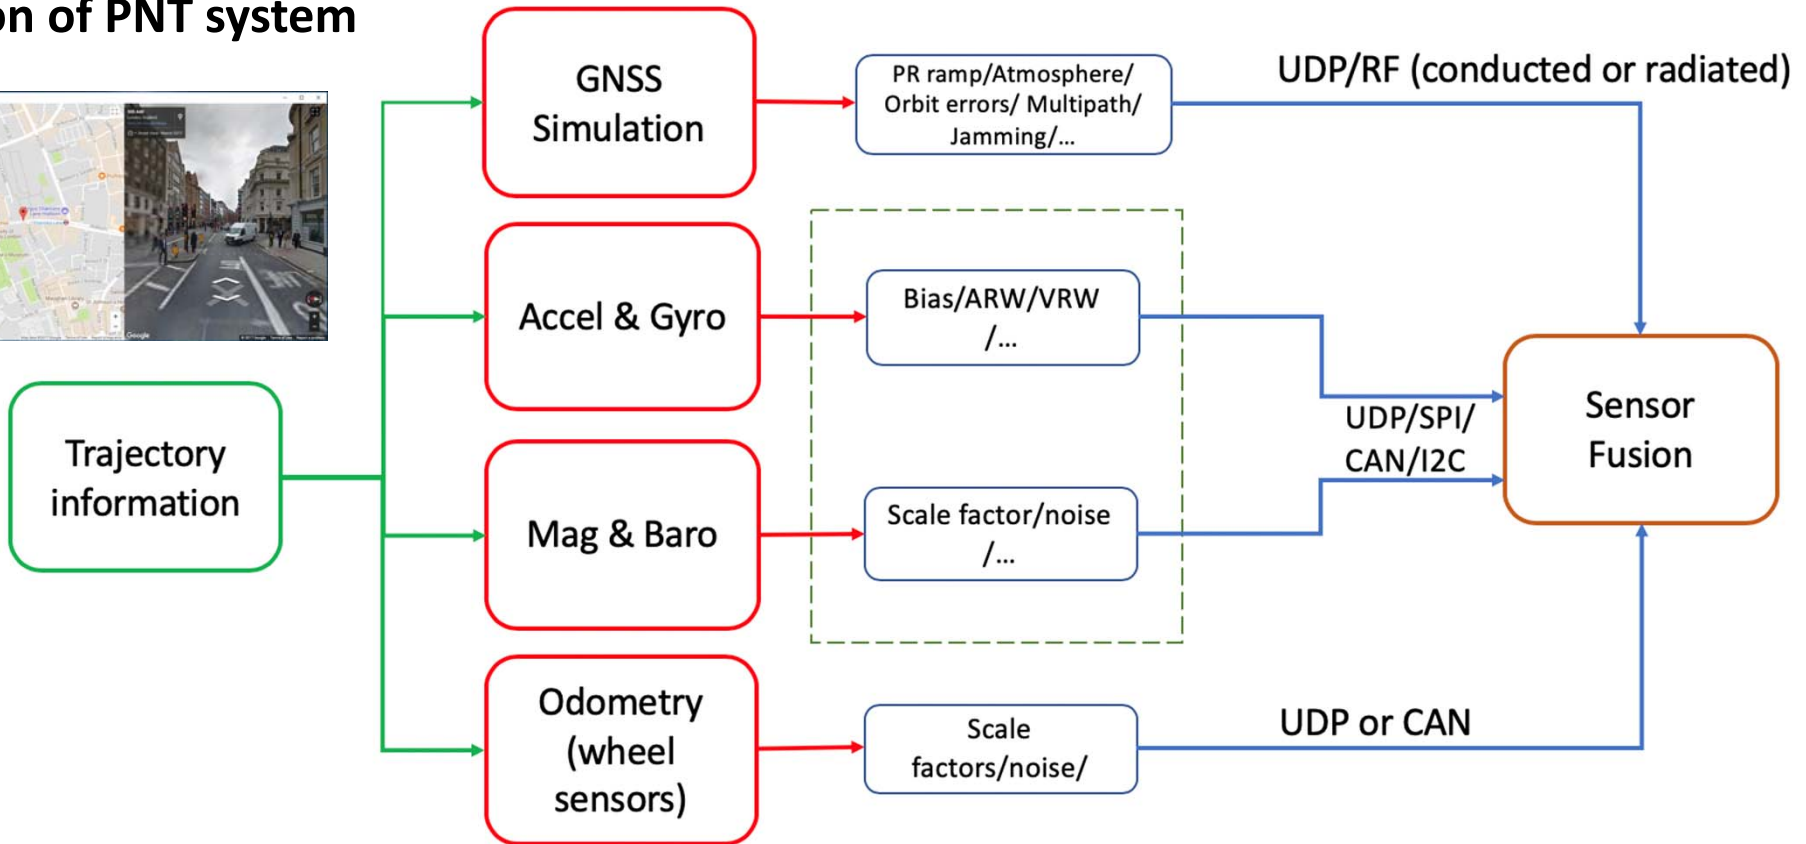 on of PNT system
GNSS
Simulation
PR ramp/Atmosphere/
Orbit errors/ Multipath/
Jamming/...
UDP/RF (conducted or radiated)
Accel & Gyro
Bias/ARW/VRW
/...
Trajectory
information
UDP/SPI/
CAN/I2C
Sensor
Fusion
Mag & Baro
Scale factor/noise
/...
Odometry
(wheel
sensors)
Scale
factors/noise/
UDP or CAN
Google